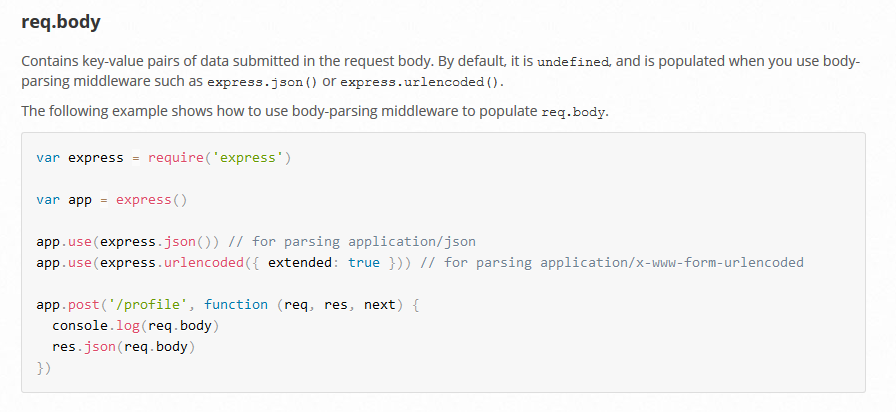 req.body
Contains key-value pairs of data submitted in the request body. By default, it is undefined, and is populated when you use body-
parsing middleware such as express.json() or express.urlencoded().
The following example shows how to use body-parsing middleware to populate req.body.
var express = require('express')
var app = express()
app.use(express.json()) // for parsing application/json
app.use(express.urlencoded({ extended: true })) // for parsing application/x-www-form-urlencoded
app.post('/profile', function (req, res, next) {
  console.log(req.body)
  res.json(req.body)
})